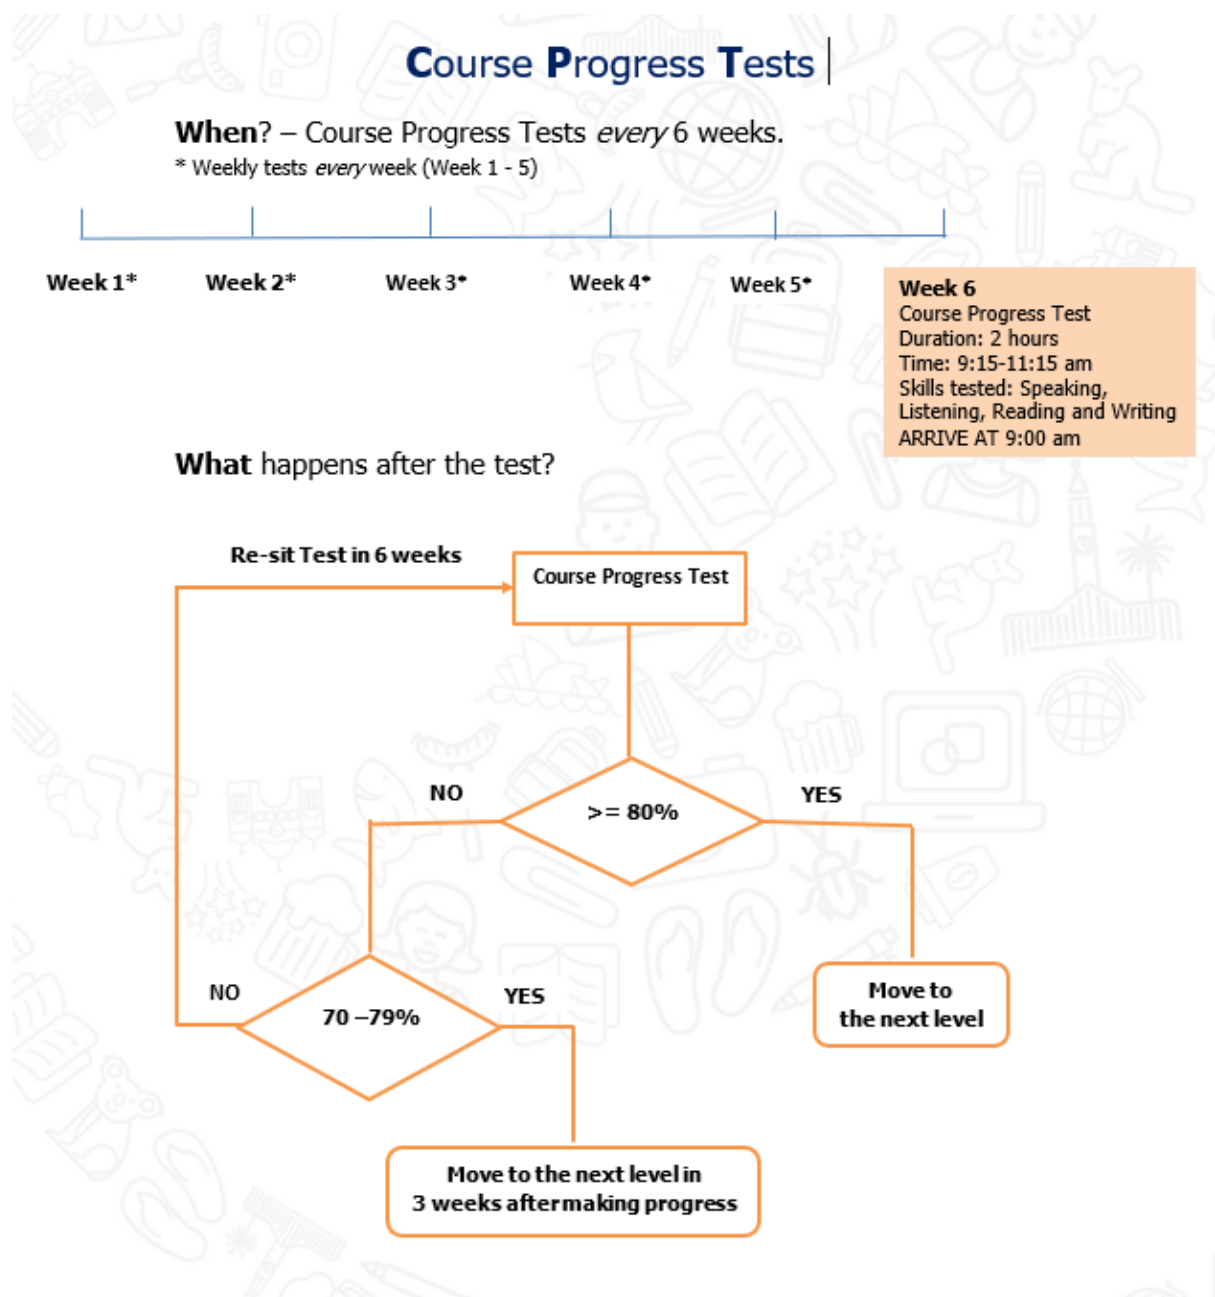 Course Progress Tests
When? – Course Progress Tests every 6 weeks.
* Weekly tests every week (Week 1 - 5)
Week 1*
Week 2*
Week 3*
Week 4*
Week 5*
Week 6
Course Progress Test
Duration: 2 hours
Time: 9:15-11:15 am
Skills tested: Speaking,
Listening, Reading and Writing
ARRIVE AT 9:00 am
What happens after the test?
Re-sit Test in 6 weeks
Course Progress Test
NO
>= 80%
YES
NO
70 –79%
YES
Move to
the next level
Move to the next level in
3 weeks after making progress